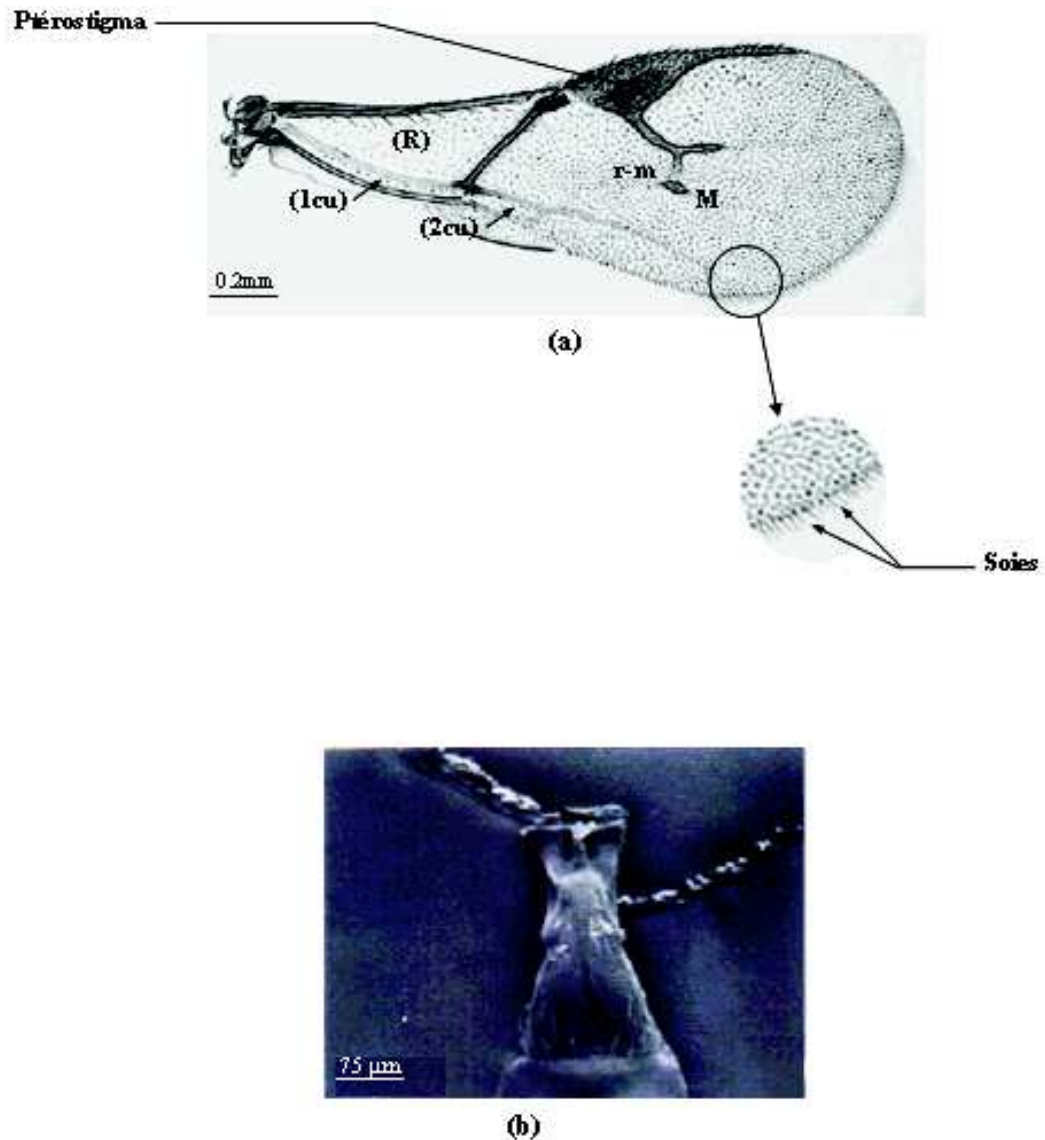 Ptérostigma
(R)
r-m
M
(1cu)
(2cu)
0.2mm
(a)
Soies
75 µm
(b)